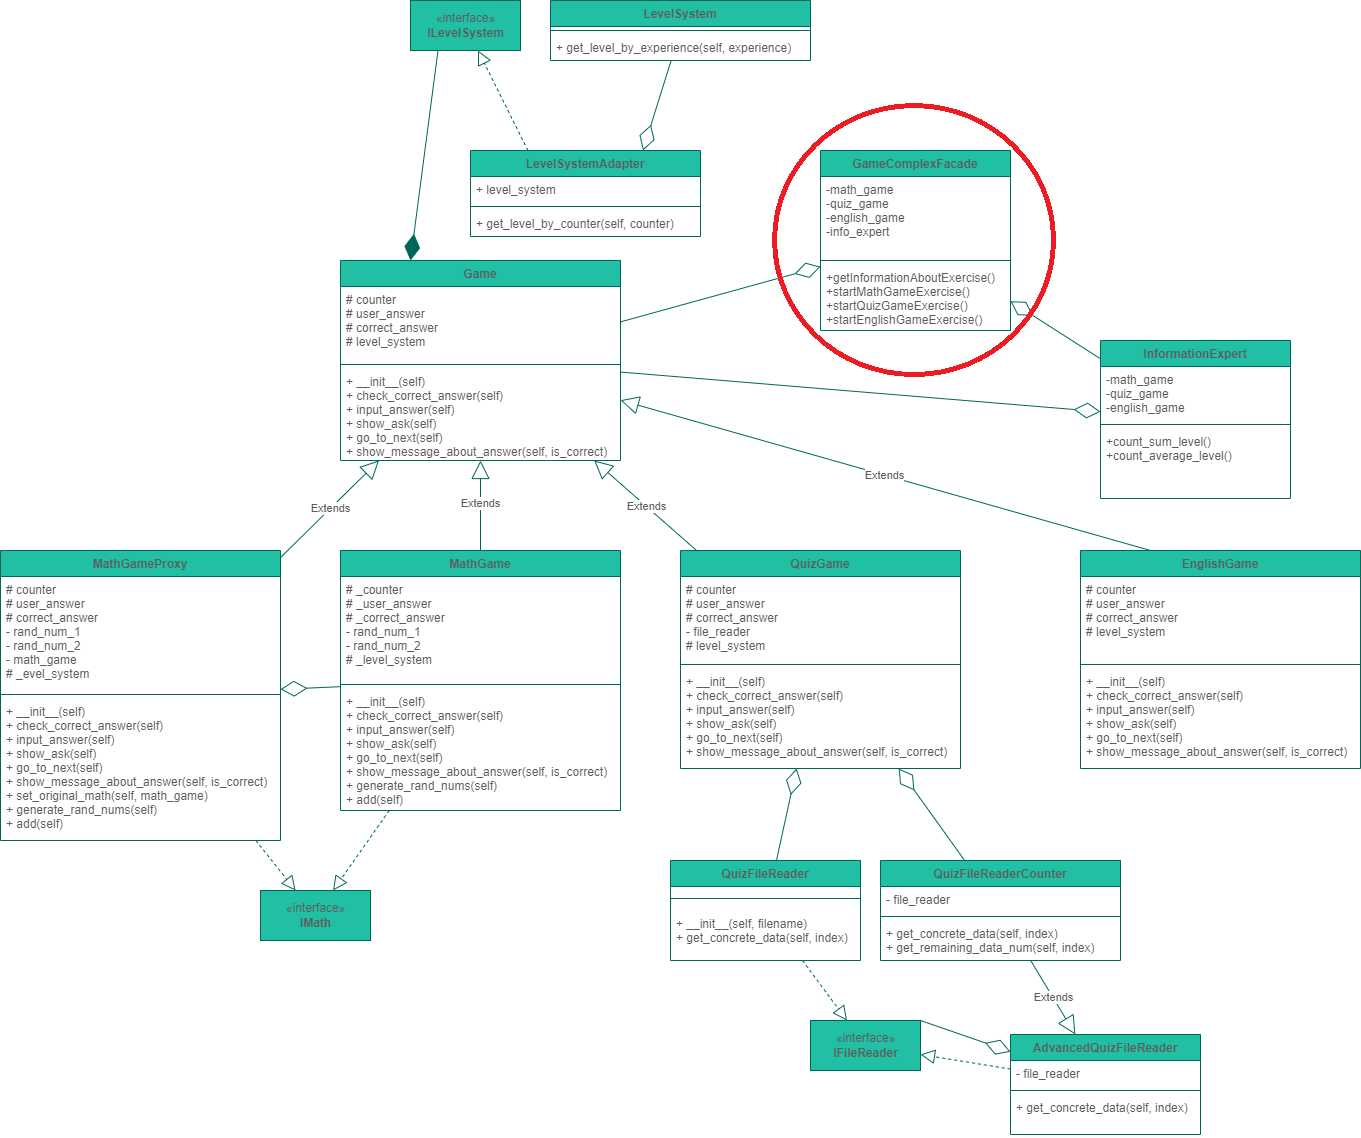 «interface»
ILevelSystem
LevelSystem
+ get_level_by_experience(self, experience)
LevelSystemAdapter
+ level_system
+ get_level_by_counter(self, counter)
GameComplexFacade
-math_game
-quiz_game
-english_game
-info_expert
+getInformationAboutExercise()
+startMathGameExercise()
+startQuizGameExercise()
+startEnglishGameExercise()
Game
# counter
# user_answer
# correct_answer
# level_system
+ __init__(self)
+ check_correct_answer(self)
+ input_answer(self)
+ show_ask(self)
+ go_to_next(self)
+ show_message_about_answer(self, is_correct)
InformationExpert
-math_game
-quiz_game
-english_game
+count_sum_level()
+count_average_level()
Extends
Extends
Extends
Extends
MathGameProxy
# counter
# user_answer
# correct_answer
- rand_num_1
- rand_num_2
- math_game
# _evel_system
+ __init__(self)
+ check_correct_answer(self)
+ input_answer(self)
+ show_ask(self)
+ go_to_next(self)
+ show_message_about_answer(self, is_correct)
+ set_original_math(self, math_game)
+ generate_rand_nums(self)
+ add(self)
MathGame
# _counter
# _user_answer
# _correct_answer
- rand_num_1
- rand_num_2
# _level_system
+ __init__(self)
+ check_correct_answer(self)
+ input_answer(self)
+ show_ask(self)
+ go_to_next(self)
+ show_message_about_answer(self, is_correct)
+ generate_rand_nums(self)
+ add(self)
QuizGame
# counter
# user_answer
# correct_answer
- file_reader
# level_system
+ __init__(self)
+ check_correct_answer(self)
+ input_answer(self)
+ show_ask(self)
+ go_to_next(self)
+ show_message_about_answer(self, is_correct)
EnglishGame
# counter
# user_answer
# correct_answer
# level_system
+ __init__(self)
+ check_correct_answer(self)
+ input_answer(self)
+ show_ask(self)
+ go_to_next(self)
+ show_message_about_answer(self, is_correct)
«interface»
IMath
QuizFileReader
+ __init__(self, filename)
+ get_concrete_data(self, index)
QuizFileReaderCounter
- file_reader
+ get_concrete_data(self, index)
+ get_remaining_data_num(self, index)
Extends
«interface»
IFileReader
AdvancedQuizFileReader
- file_reader
+ get_concrete_data(self, index)